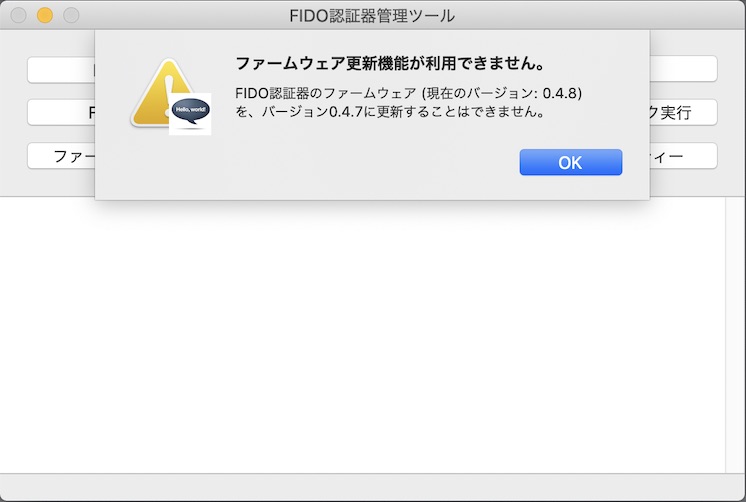 FIDO認証器管理ツール
ファームウェア更新機能が利用できません。
FIDO認証器のファームウェア (現在のバージョン: 0.4.8)
を、バージョン0.4.7に更新することはできません。
Hello, world!
OK
ク実行
ファー
ィー